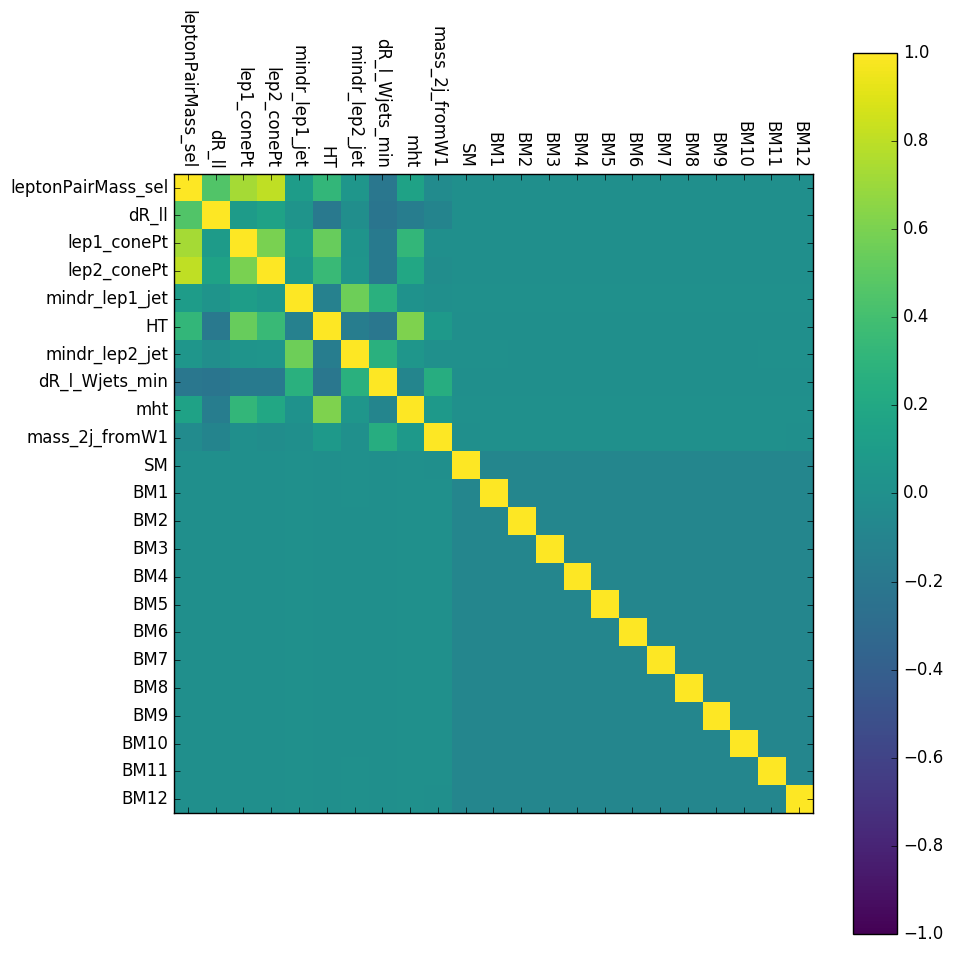 leptonPairMass_sel
dR_ll
lep1_conePt
lep2_conePt
mindr_lep1_jet
HT
mindr_lep2_jet
dR_l_Wjets_min
mht
mass_2j_fromW1
SM
BM1
BM2
BM3
BM4
BM5
BM6
BM7
BM8
BM9
BM10
BM11
BM12
leptonPairMass_sel
dR_ll
lep1_conePt
lep2_conePt
mindr_lep1_jet
HT
mindr_lep2_jet
dR_l_Wjets_min
mht
mass_2j_fromW1
SM
BM1
BM2
BM3
BM4
BM5
BM6
BM7
BM8
BM9
BM10
BM11
BM12
1.0
0.8
0.6
0.4
0.2
0.0
−0.2
−0.4
−0.6
−0.8
−1.0